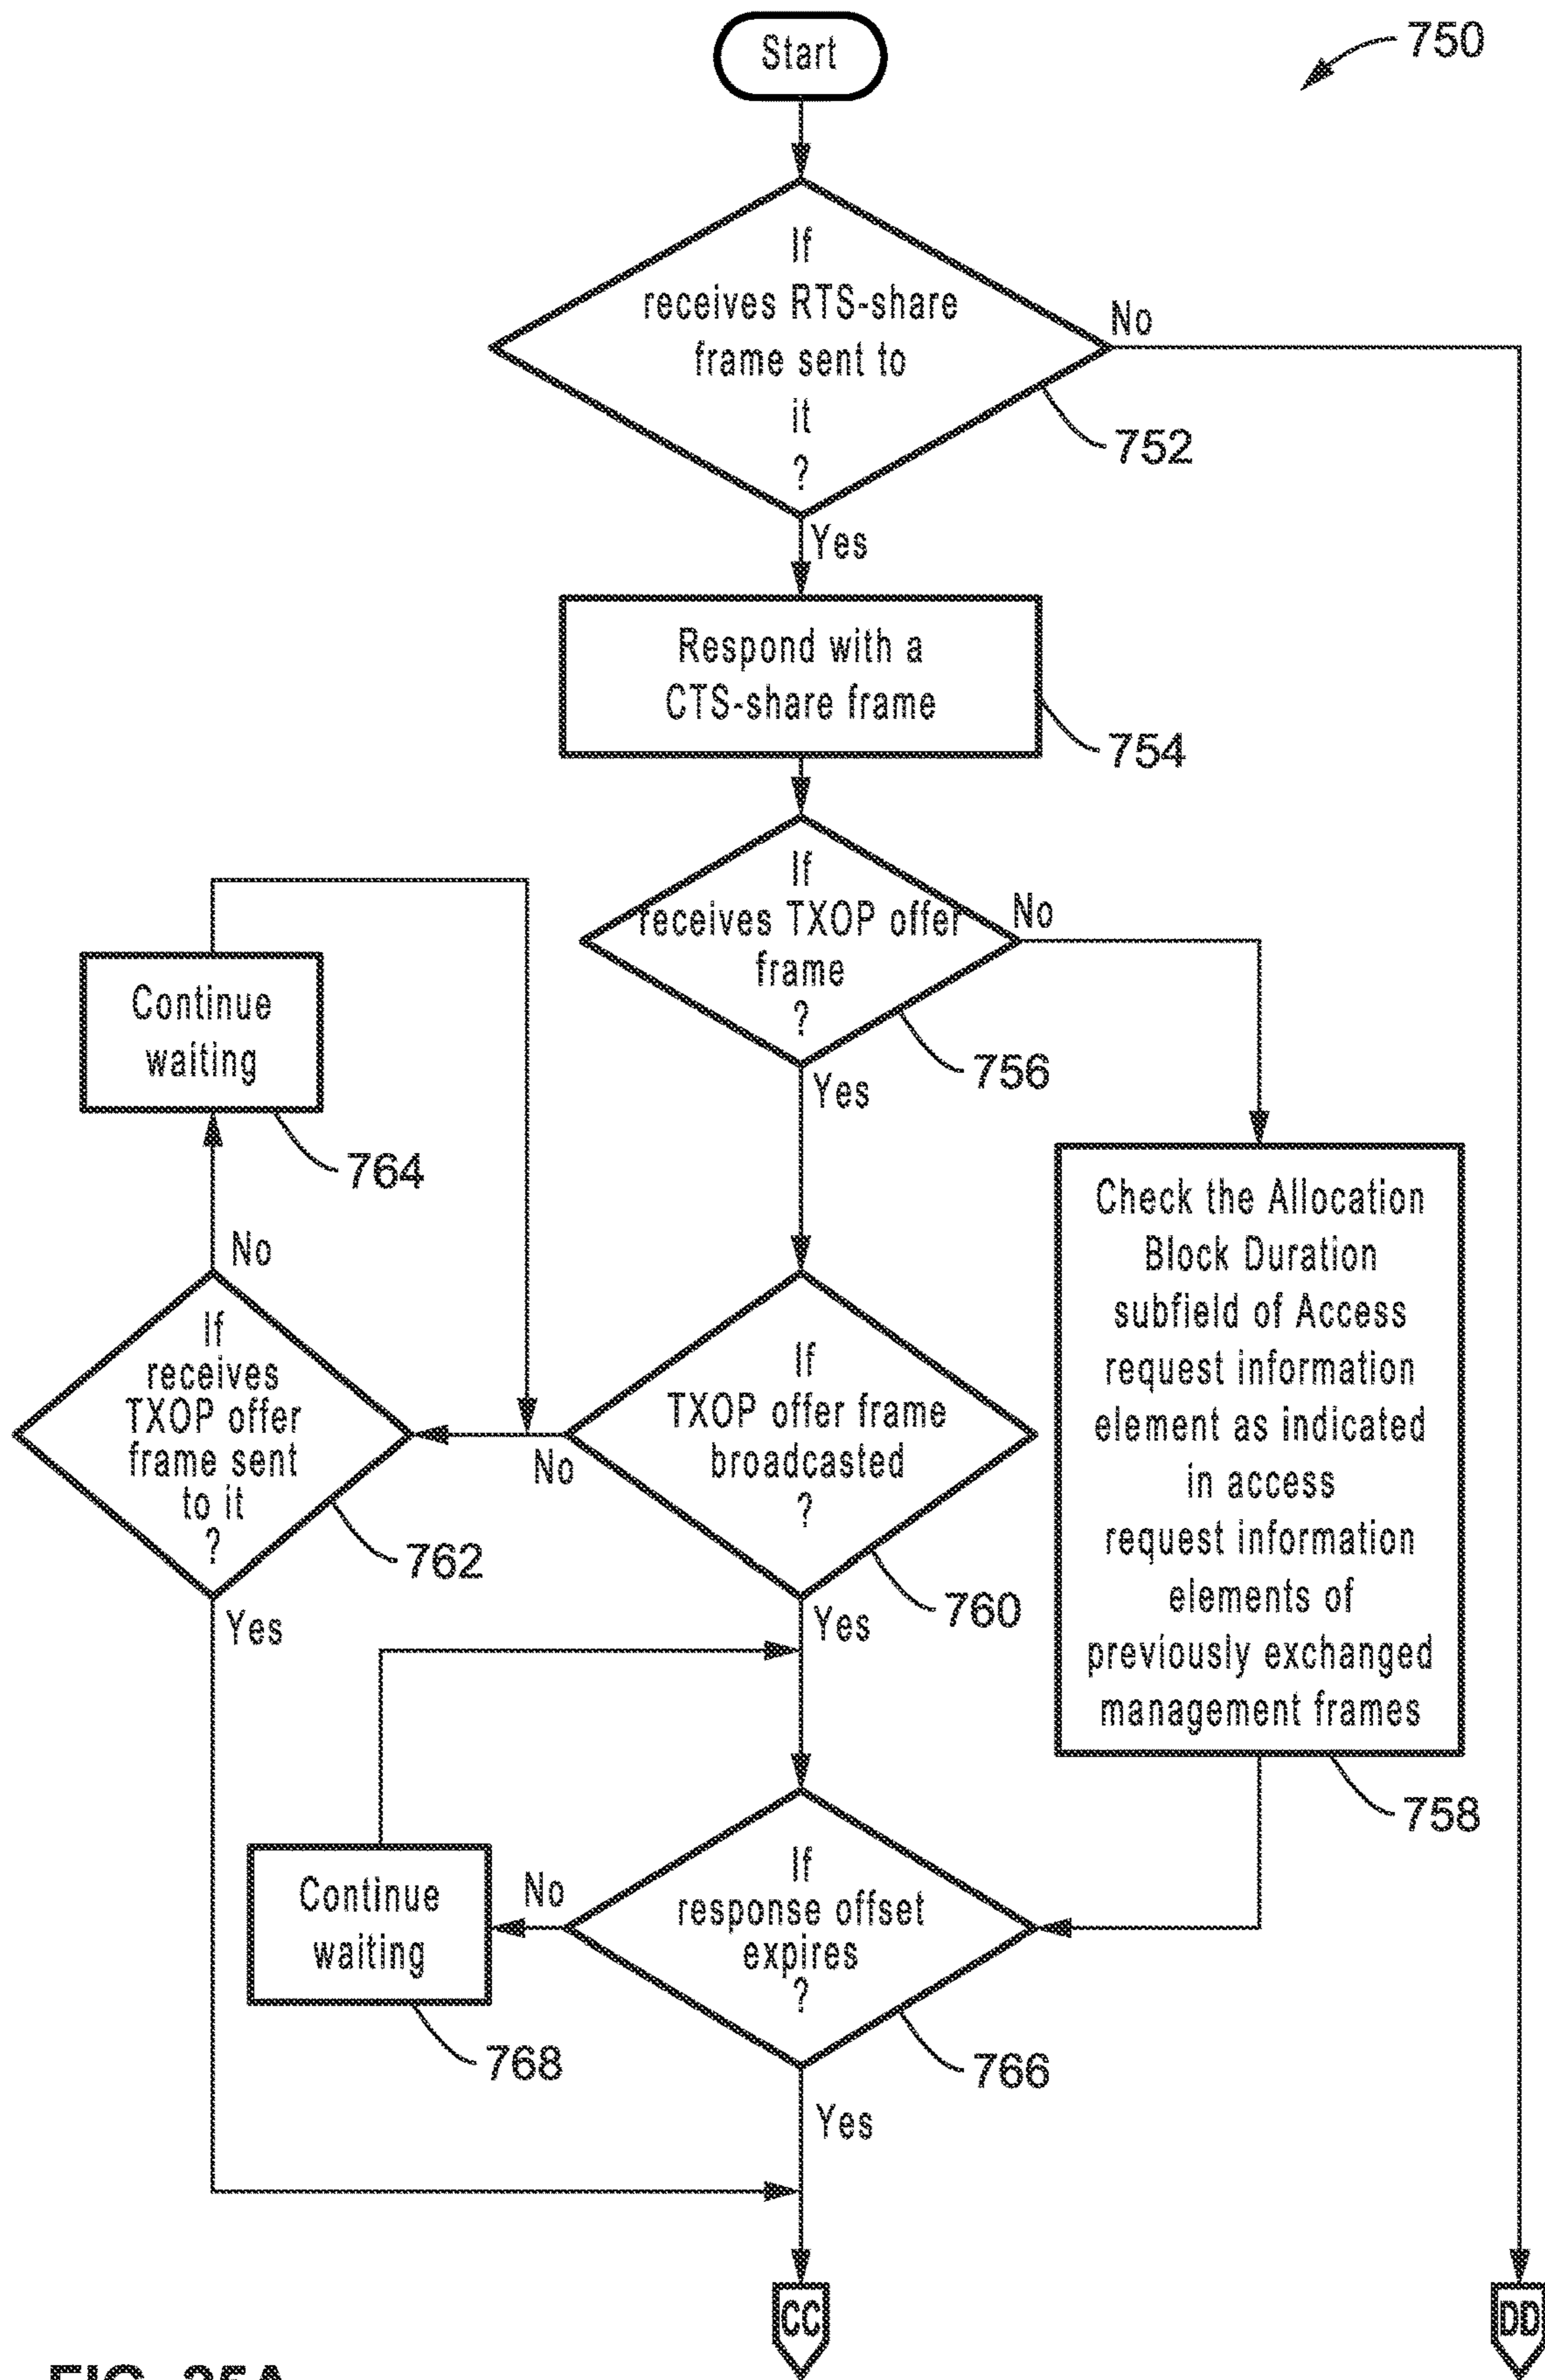 Start
750
If
receives RTS-share
frame sent to
it
?
No
752
Yes
Respond with a
CTS-share frame
754
If
receives TXOP offer
frame
?
No
756
Yes
Continue
waiting
764
No
If
receives
TXOP offer
frame sent
to it
?
762
Yes
If
TXOP offer frame
broadcasted
?
No
760
Yes
Check the Allocation
Block Duration
subfield of Access
request information
element as indicated
in access
request information
elements of
previously exchanged
management frames
758
Continue
waiting
768
No
If
response offset
expires
?
766
Yes
CC
DD
FIG. 25A